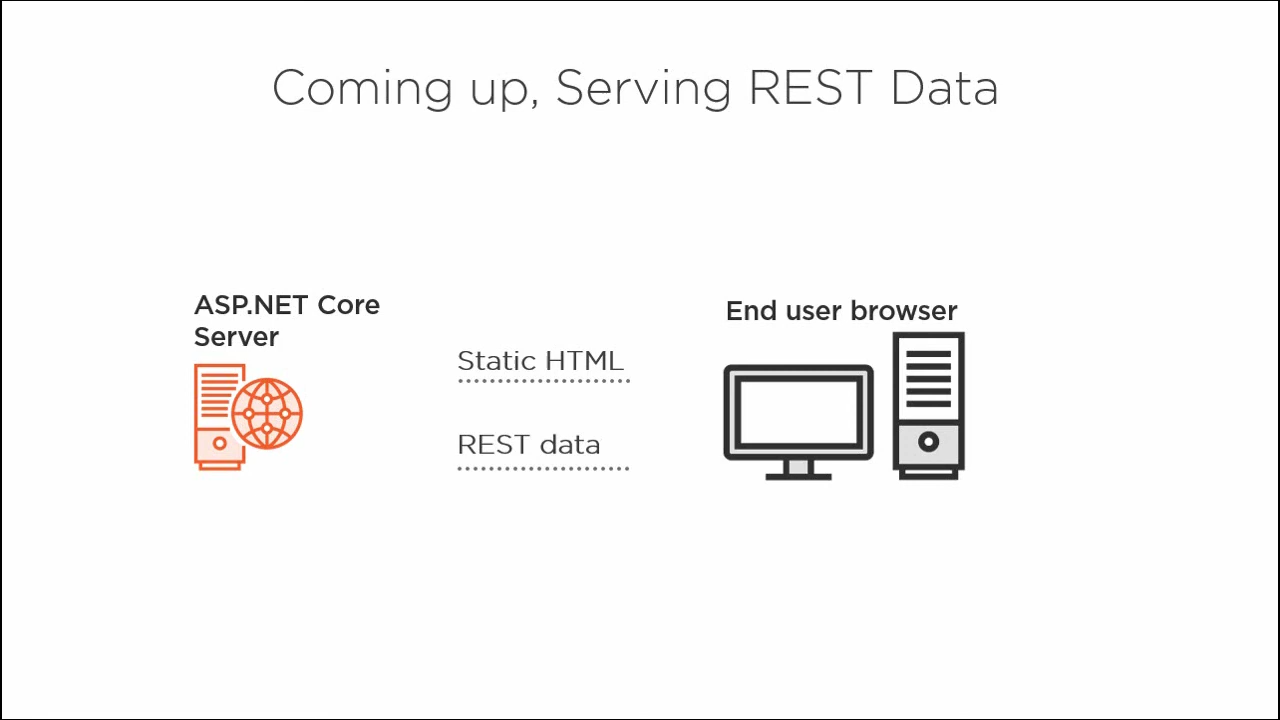 Coming up, Serving REST Data
ASP.NET Core
Server
Static HTML
REST data
End user browser